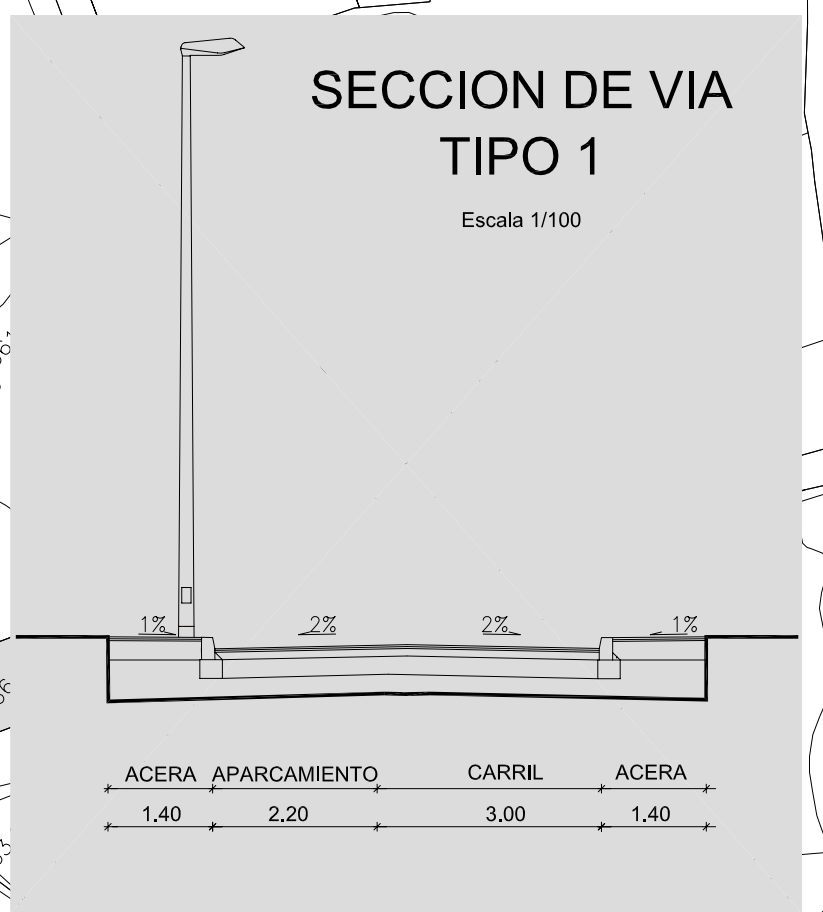 SECCION DE VIA
TIPO 1
Escala 1/100
1% 2% 2% 1%
ACERA APARCAMIENTO CARRIL ACERA
1.40 2.20 3.00 1.40